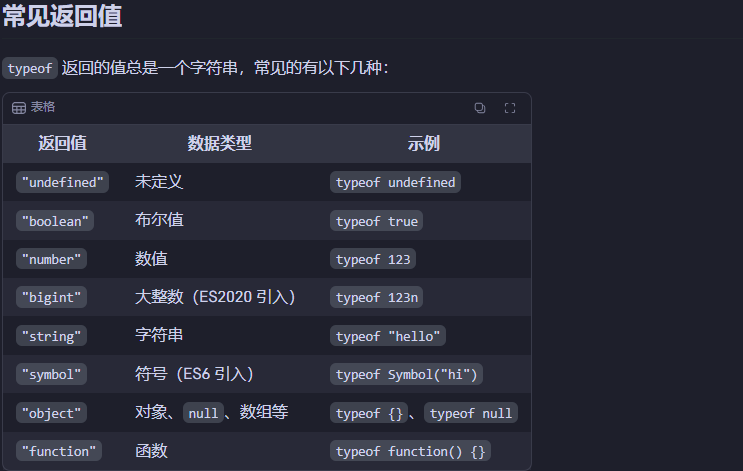 常见返回值
typeof 返回的值总是一个字符串，常见的有以下几种：
表格
返回值 数据类型 示例
"undefined" 未定义 typeof undefined
"boolean" 布尔值 typeof true
"number" 数值 typeof 123
"bigint" 大整数（ES2020 引入） typeof 123n
"string" 字符串 typeof "hello"
"symbol" 符号（ES6 引入） typeof Symbol("hi")
"object" 对象、null、数组等 typeof {}、typeof null
"function" 函数 typeof function() {}